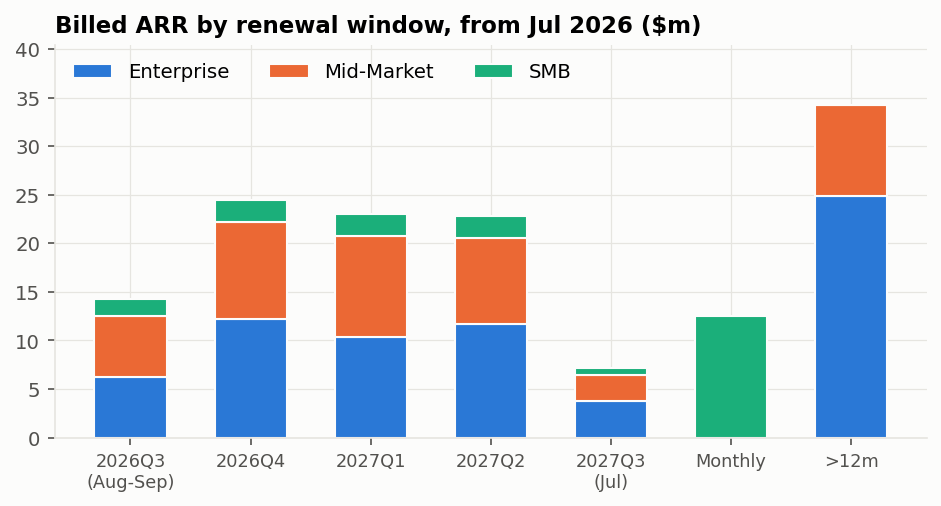 Billed ARR by renewal window, from Jul 2026 ($m)
Enterprise Mid-Market SMB
40
35
30
25
20
15
10
5
0
2026Q3 2026Q4 2027Q1 2027Q2 2027Q3 Monthly >12m
(Aug-Sep) (Jul)